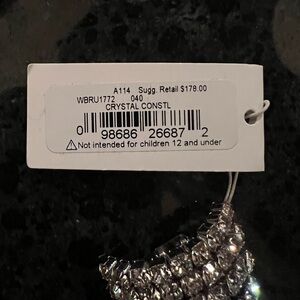 A114 Sugg. Retail $178.00
WBRU1772 040
CRYSTAL CONSTL
0 98686 26687 2
⚠Not intended for children 12 and under